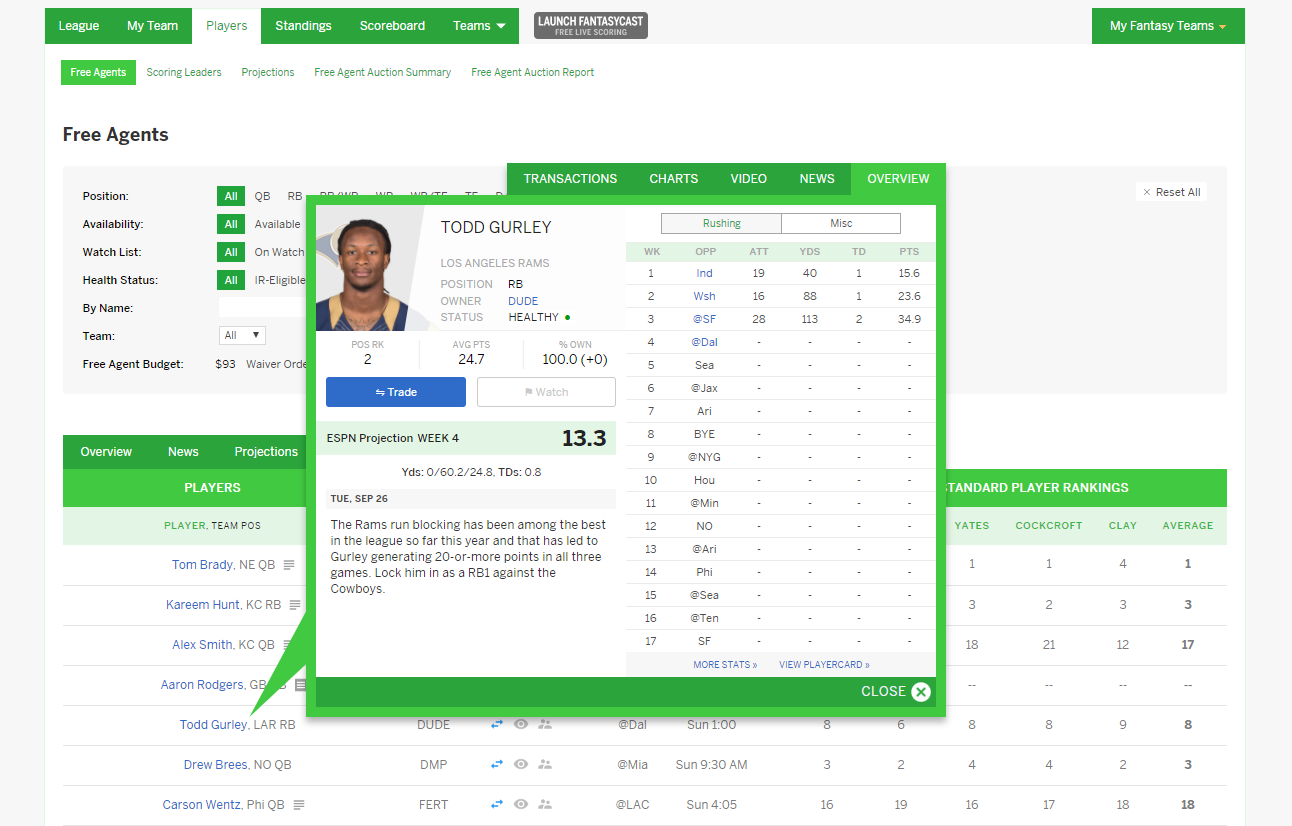 League My Team Players Standings Scoreboard Teams LAUNCH FANTASYCAST My Fantasy Teams
FREE LIVE SCORING
Free Agents Scoring Leaders Projections Free Agent Auction Summary Free Agent Auction Report
Free Agents
Position: All QB RB
Availability: All Available
Watch List: All On Watch
Health Status: All IR-Eligible
By Name:
Team: All
Free Agent Budget: $93 Waiver Orde
× Reset All
TRANSACTIONS CHARTS VIDEO NEWS OVERVIEW
TODD GURLEY
LOS ANGELES RAMS
POSITION RB
OWNER DUDE
STATUS HEALTHY
POS RK AVG PTS % OWN
2 24.7 100.0 (+0)
Trade Watch
ESPN Projection WEEK 4 13.3
Yds: 0/60.2/24.8, TDs: 0.8
TUE, SEP 26
The Rams run blocking has been among the best
in the league so far this year and that has led to
Gurley generating 20-or-more points in all three
games. Lock him in as a RB1 against the
Cowboys.
Rushing Misc
WK OPP ATT YDS TD PTS
1 Ind 19 40 1 15.6
2 Wsh 16 88 1 23.6
3 @SF 28 113 2 34.9
4 @Dal - - - -
5 Sea - - - -
6 @Jax - - - -
7 Ari - - - -
8 BYE - - - -
9 @NYG - - - -
10 Hou - - - -
11 @Min - - - -
12 NO - - - -
13 @Ari - - - -
14 Phi - - - -
15 @Sea - - - -
16 @Ten - - - -
17 SF - - - -
MORE STATS » VIEW PLAYERCARD »
CLOSE
Overview News Projections
PLAYERS STANDARD PLAYER RANKINGS
PLAYER, TEAM POS YATES COCKCROFT CLAY AVERAGE
Tom Brady, NE QB 1 1 4 1
Kareem Hunt, KC RB 3 2 3 3
Alex Smith, KC QB 18 21 12 17
Aaron Rodgers, GB QB -- -- -- --
Todd Gurley, LAR RB DUDE @Dal Sun 1:00 8 6 8 8 9 8
Drew Brees, NO QB DMP @Mia Sun 9:30 AM 3 2 4 4 2 3
Carson Wentz, Phi QB FERT @LAC Sun 4:05 16 19 16 17 18 18